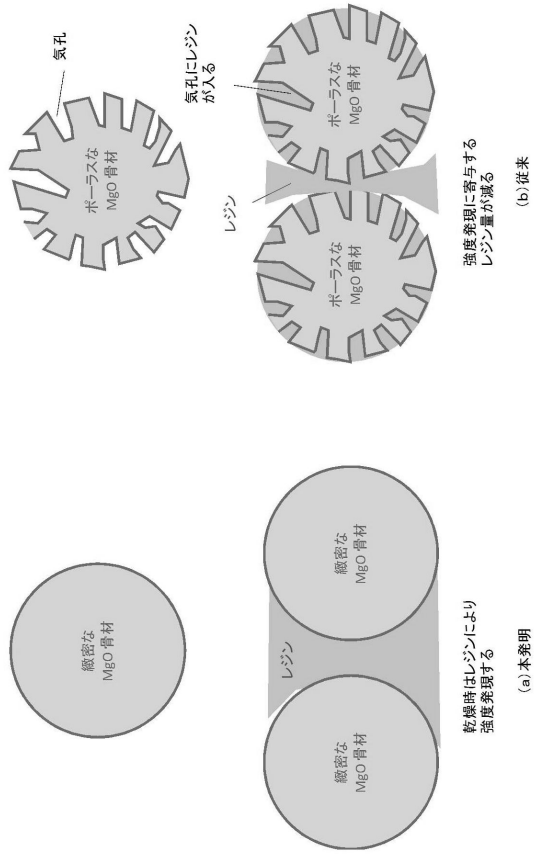 緻密な
MgO 骨材
緻密な
MgO 骨材
レジン
緻密な
MgO 骨材
乾燥時はレジンにより
強度発現する
(a)本発明
気孔
ポーラスな
MgO 骨材
レジン
気孔にレジン
が入る
ポーラスな
MgO 骨材
ポーラスな
MgO 骨材
強度発現に寄与する
レジン量が減る
(b)従来